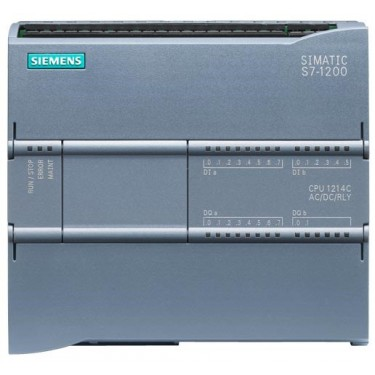 SIEMENS
SIMATIC
S7-1200
RUN / STOP
ERROR
MAINT
0 1 2 3 4 5 6 7
DI a
0 1 2 3 4 5
DI b
CPU 1214C
AC/DC/RLY
DQ a
0 1 2 3 4 5 6 7
DQ b
0 1